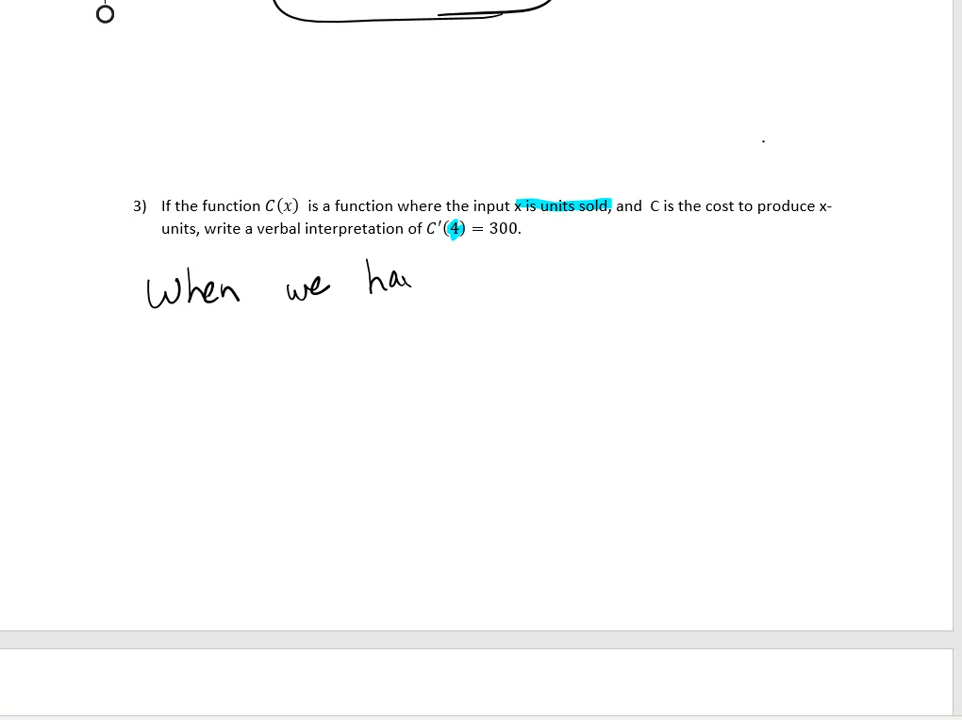 3) If the function C(x) is a function where the input x is units sold, and C is the cost to produce x-
units, write a verbal interpretation of C'(4) = 300.
When we ha